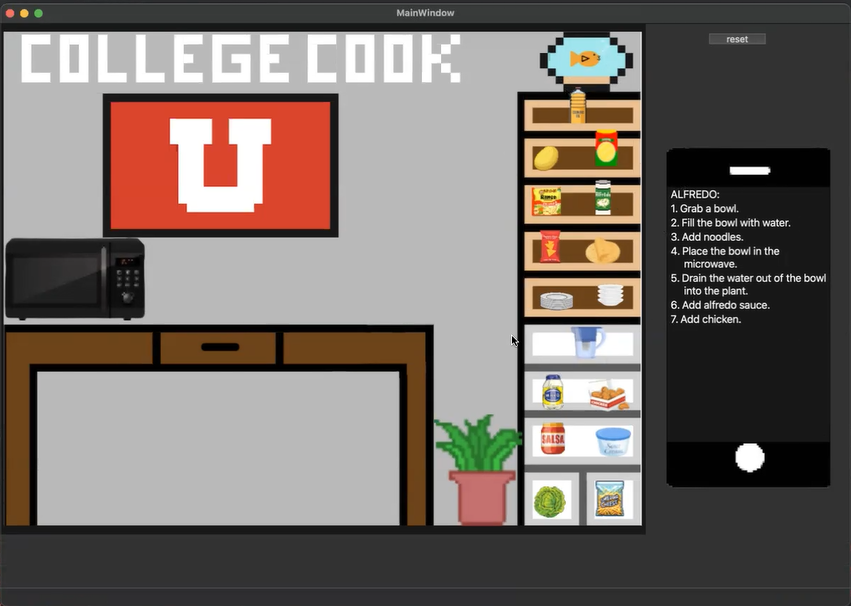 MainWindow
COLLEGE COOK
reset
U
ALFREDO:
1. Grab a bowl.
2. Fill the bowl with water.
3. Add noodles.
4. Place the bowl in the
microwave.
5. Drain the water out of the bowl
into the plant.
6. Add alfredo sauce.
7. Add chicken.
SALSA